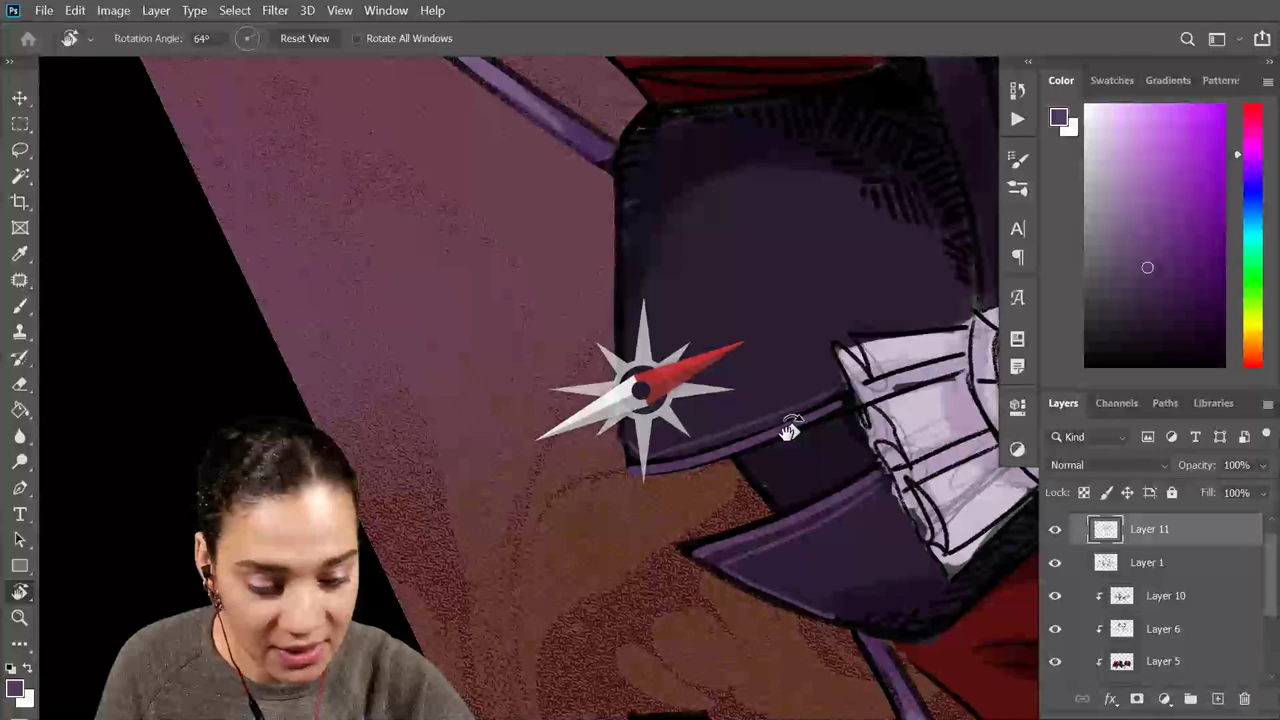 Ps File Edit Image Layer Type Select Filter 3D View Window Help
Rotation Angle: 64° Reset View Rotate All Windows
Color Swatches Gradients Pattern
Layers Channels Paths Libraries
Kind
Normal Opacity: 100%
Lock: Fill: 100%
Layer 11
Layer 1
Layer 10
Layer 6
Layer 5